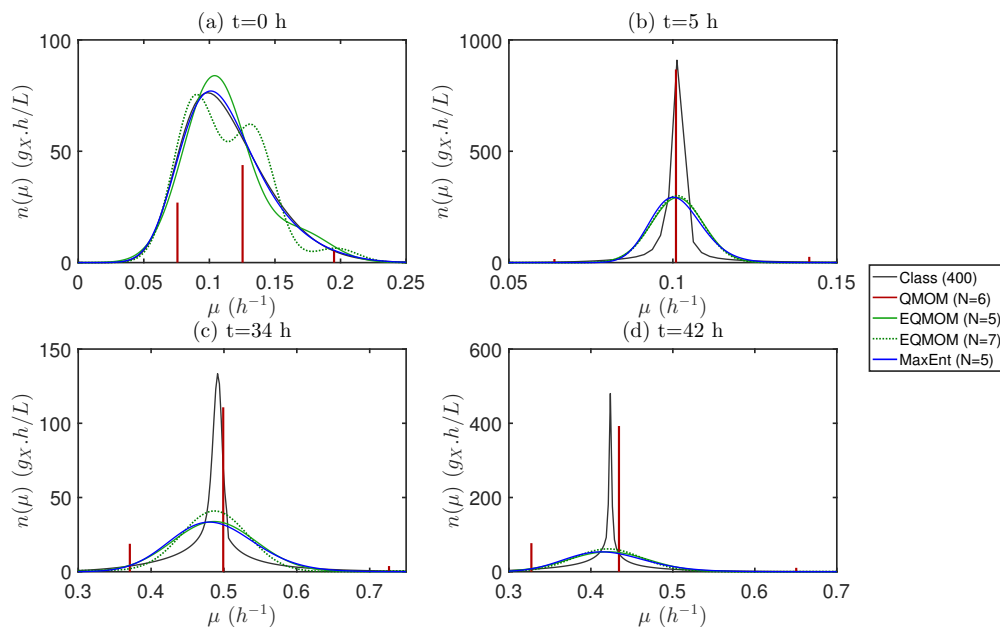 (a) t=0 h
(b) t=5 h
n(μ) (g_X.h/L)
100
50
0
0
0.05
0.1
0.15
0.2
0.25
μ (h⁻¹)
n(μ) (g_X.h/L)
1000
500
0
0.05
0.1
0.15
μ (h⁻¹)
Class (400)
QMOM (N=6)
EQMOM (N=5)
EQMOM (N=7)
MaxEnt (N=5)
(c) t=34 h
(d) t=42 h
n(μ) (g_X.h/L)
150
100
50
0
0.3
0.4
0.5
0.6
0.7
μ (h⁻¹)
n(μ) (g_X.h/L)
600
400
200
0
0.3
0.4
0.5
0.6
0.7
μ (h⁻¹)